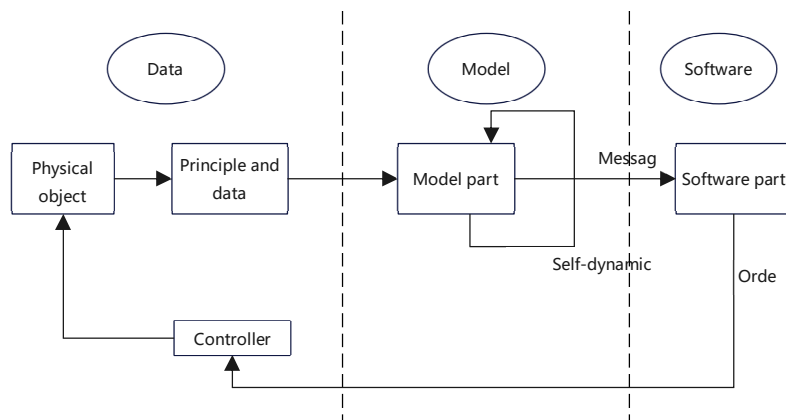 Data
Model
Software
Physical
object
Principle and
data
Model part
Messag
Software part
Self-dynamic
Orde
Controller